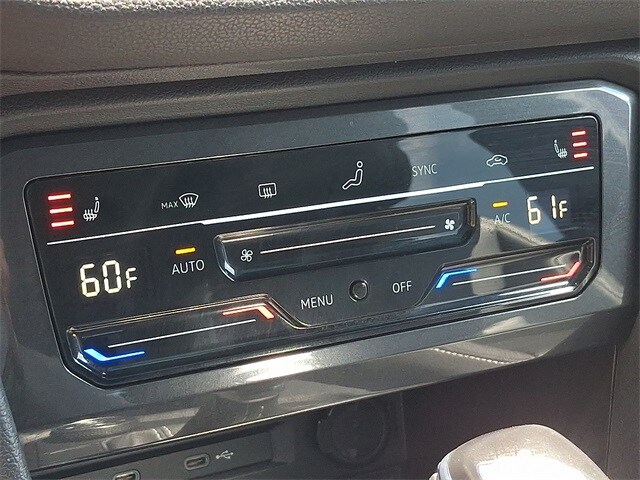 MAX SYNC
60F AUTO A/C 61F
MENU OFF